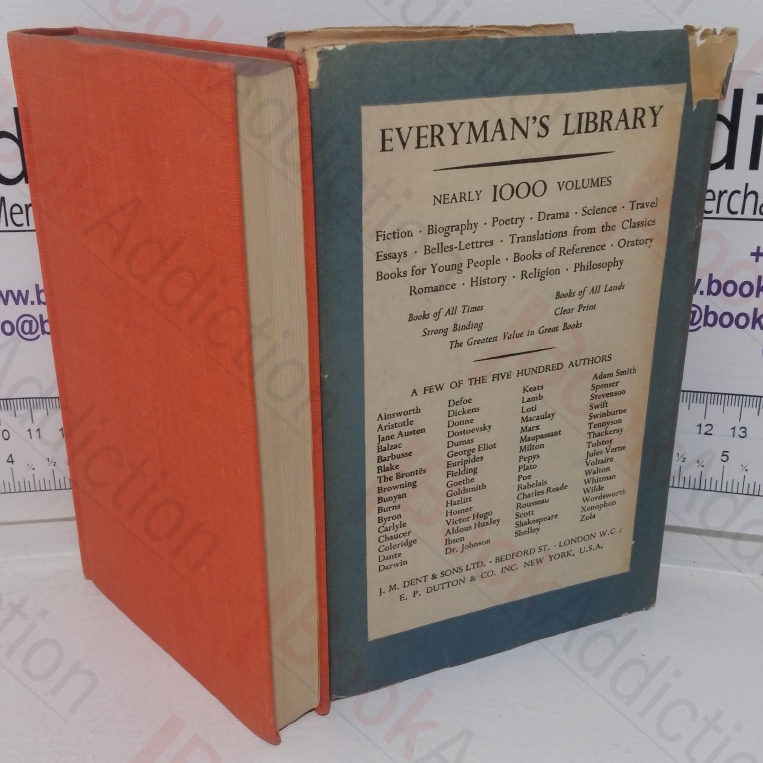 EVERYMAN'S LIBRARY
NEARLY 1000 VOLUMES
Fiction · Biography · Poetry · Drama · Science · Travel
Essays · Belles-Lettres · Translations from the Classics
Books for Young People · Books of Reference · Oratory
Romance · History · Religion · Philosophy
Books of All Times
Books of All Lands
Strong Binding
Clear Print
The Greatest Value in Great Books
A FEW OF THE FIVE HUNDRED AUTHORS
Ainsworth
Aristotle
Jane Austen
Balzac
Barbusse
Blake
The Brontës
Browning
Bunyan
Burns
Byron
Carlyle
Chaucer
Coleridge
Dante
Darwin
Defoe
Dickens
Donne
Dostoevsky
Dumas
George Eliot
Euripides
Fielding
Goethe
Goldsmith
Hazlitt
Homer
Victor Hugo
Aldous Huxley
Ibsen
Dr. Johnson
Keats
Lamb
Loti
Macaulay
Marx
Maupassant
Milton
Pepys
Plato
Poe
Rabelais
Charles Reade
Rousseau
Scott
Shakespeare
Shelley
Adam Smith
Spenser
Stevenson
Swift
Swinburne
Tennyson
Thackeray
Tolstoy
Jules Verne
Voltaire
Walton
Whitman
Wilde
Wordsworth
Xenophon
Zola
J. M. DENT & SONS LTD. · BEDFORD ST. · LONDON W.C.2
E. P. DUTTON & CO. INC. NEW YORK, U.S.A.
BookAddiction
10 11
4
12 13
5